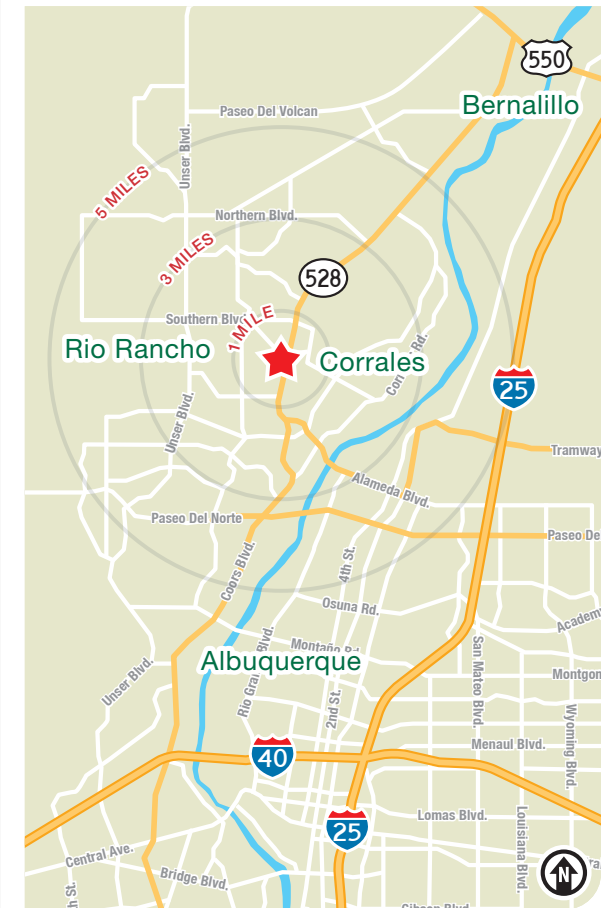 550
Bernalillo
Paseo Del Volcan
Unser Blvd.
5 MILES
Northern Blvd.
3 MILES
528
Southern Blvd
1 MILE
Rio Rancho
Corrales
25
Unser Blvd.
Tramway
Alameda Blvd.
Paseo Del Norte
Paseo De
4th St.
Coors Blvd.
Osuna Rd.
Academ
Montaño Rd.
Albuquerque
San Mateo Blvd.
Montgom
Unser Blvd.
Blvd.
2nd St.
Wyoming Blvd.
Menaul Blvd.
40
25
Lomas Blvd.
Louisiana Blvd.
Central Ave.
Bridge Blvd.
N
th St.